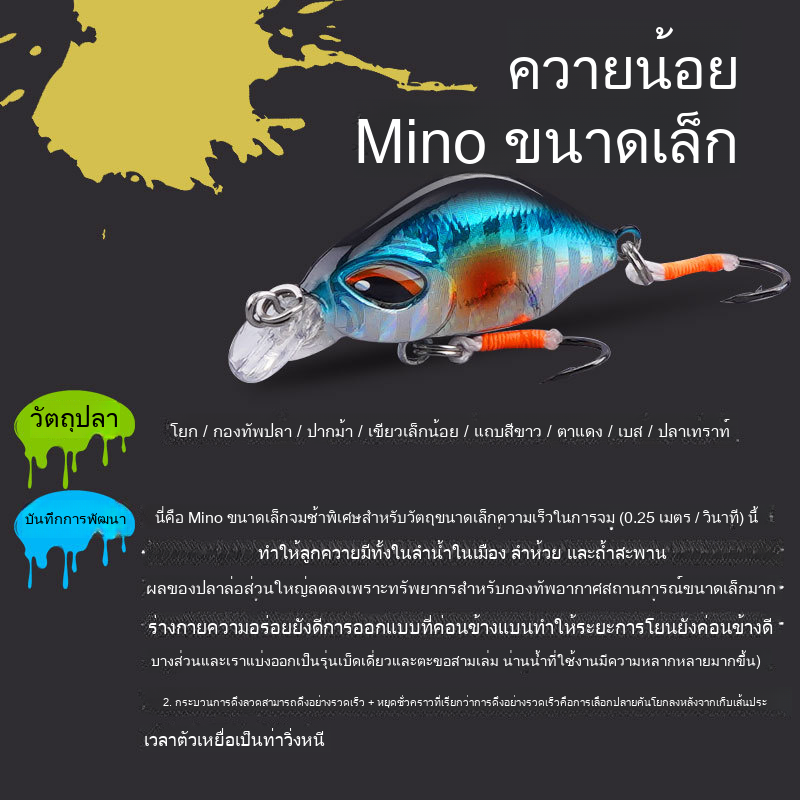 ควายน้อย
Mino ขนาดเล็ก
วัตถุปลา
โยก / กองทัพปลา / ปากม้า / เขียวเล็กน้อย / แถบสีขาว / ตาแดง / เบส / ปลาเทราท์
บันทึกการพัฒนา
นี่คือ Mino ขนาดเล็กจมช้าพิเศษสำหรับวัตถุขนาดเล็กความเร็วในการจม (0.25 เมตร / วินาที) นี้
ทำให้ลูกควายมีทั้งในลำน้ำในเมือง ลำห้วย และถ้ำสะพาน
ผลของปลาล่อส่วนใหญ่ลดลงเพราะทรัพยากรสำหรับกองทัพอากาศสถานการณ์ขนาดเล็กมาก
ร่างกายความอร่อยยังดีการออกแบบที่ค่อนข้างแบนทำให้ระยะการโยนยังค่อนข้างดี
บางส่วนและเราแบ่งออกเป็นรุ่นเบ็ดเดี่ยวและตะขอสามเล่ม น่านน้ำที่ใช้งานมีความหลากหลายมากขึ้น)
2. กระบวนการดึงลวดสามารถดึงอย่างรวดเร็ว + หยุดชั่วคราวที่เรียกว่าการดึงอย่างรวดเร็วคือการเลือกปลายคันโยกลงหลังจากเก็บเส้นประ
เวลาตัวเหยื่อเป็นท่าวิ่งหนี